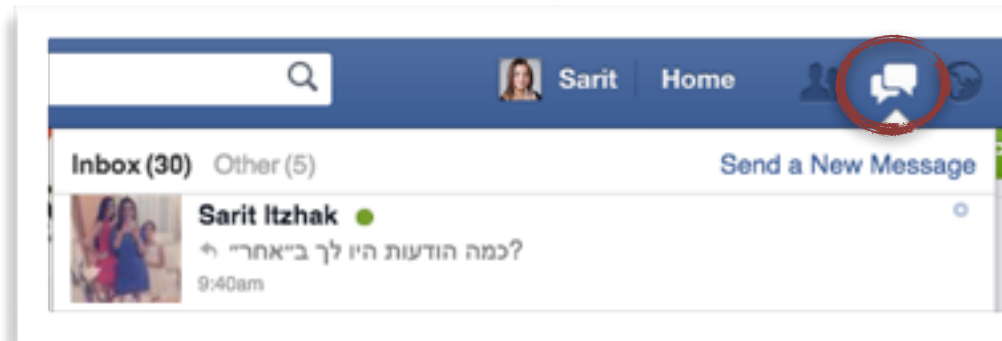 Sarit Home
Inbox (30) Other (5) Send a New Message
Sarit Itzhak
כמה הודעות היו לך ב״אחר״?
9:40am